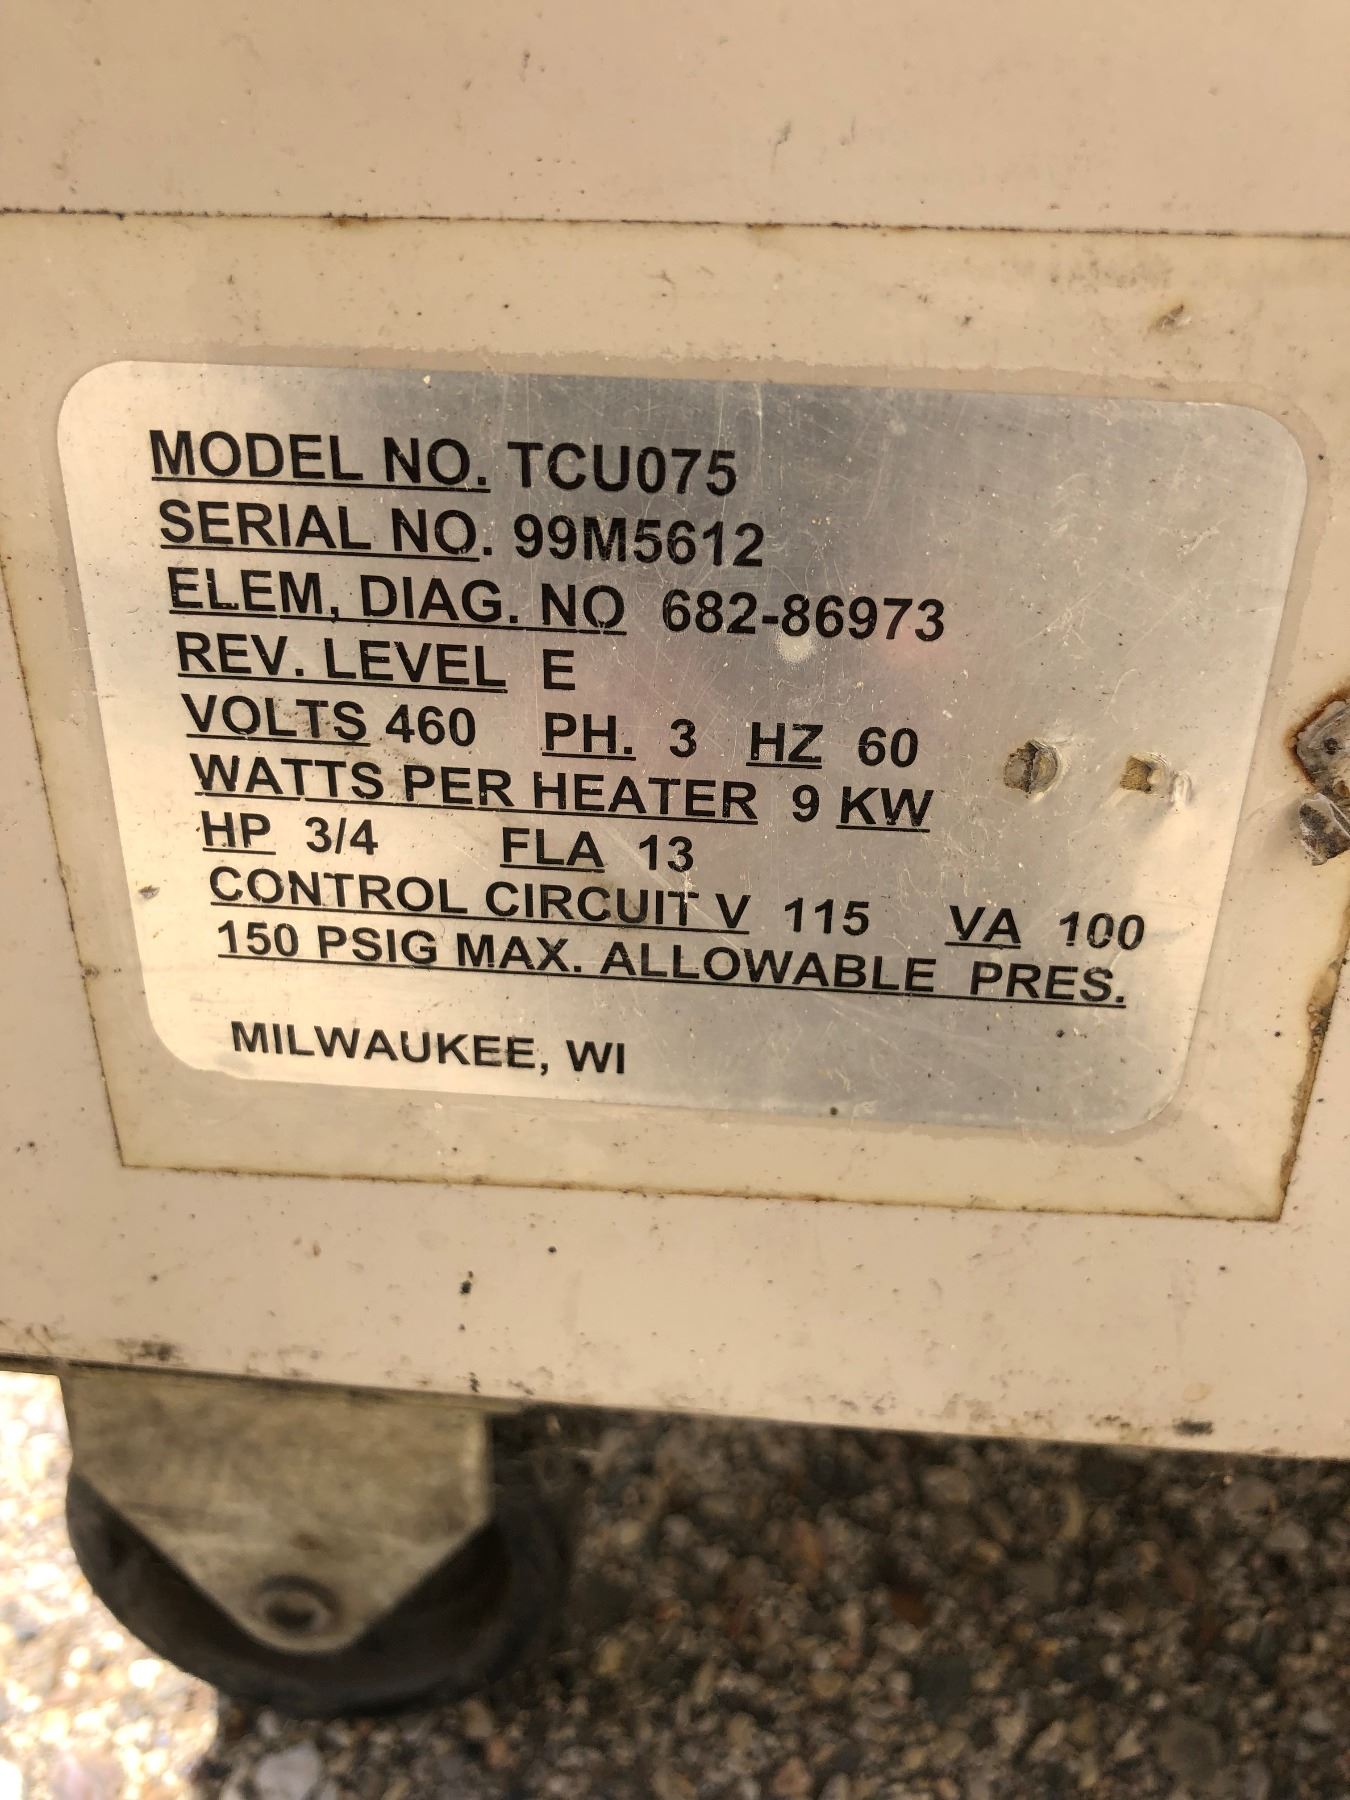 MODEL NO. TCU075
SERIAL NO. 99M5612
ELEM, DIAG. NO 682-86973
REV. LEVEL E
VOLTS 460 PH. 3 HZ 60
WATTS PER HEATER 9 KW
HP 3/4 FLA 13
CONTROL CIRCUIT V 115 VA 100
150 PSIG MAX. ALLOWABLE PRES.
MILWAUKEE, WI